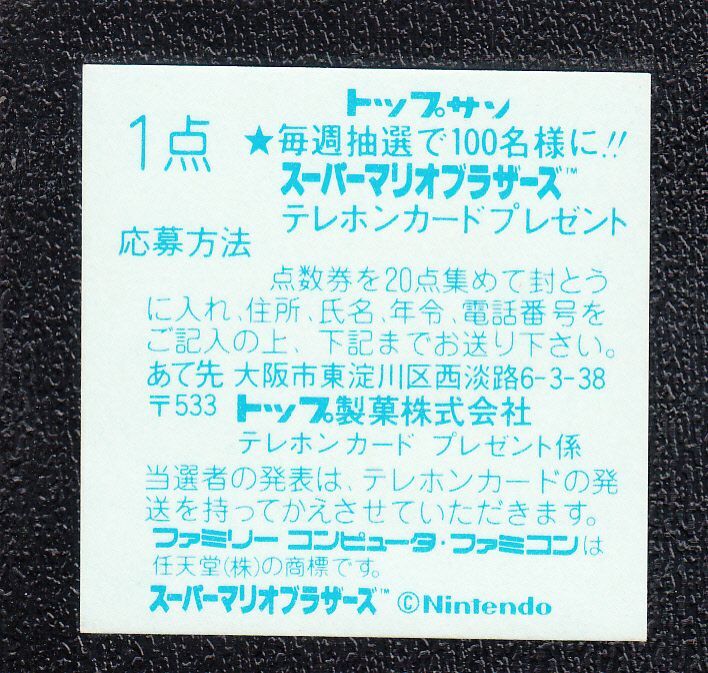 トップサン
1点
★毎週抽選で100名様に!!
スーパーマリオブラザーズ™
テレホンカードプレゼント
応募方法
点数券を20点集めて封とう
に入れ、住所、氏名、年令、電話番号を
ご記入の上、下記までお送り下さい。
あて先 大阪市東淀川区西淡路6-3-38
〒533 トップ製菓株式会社
テレホンカード プレゼント係
当選者の発表は、テレホンカードの発
送を持ってかえさせていただきます。
ファミリーコンピュータ・ファミコンは
任天堂(株)の商標です。
スーパーマリオブラザーズ™ ©Nintendo